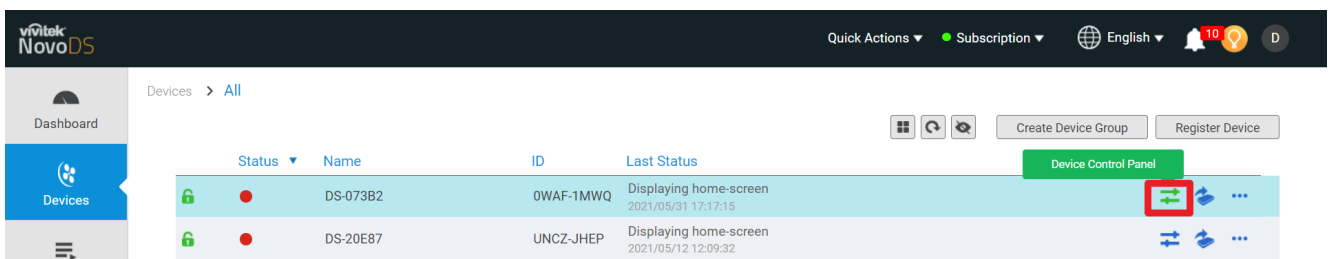 vivitek
NovoDS
Quick Actions ▼
Subscription ▼
English ▼
10
D
Dashboard
Devices
Devices > All
Create Device Group
Register Device
Device Control Panel
Status ▼ Name ID Last Status
DS-073B2 0WAF-1MWQ Displaying home-screen
2021/05/31 17:17:15
DS-20E87 UNCZ-JHEP Displaying home-screen
2021/05/12 12:09:32